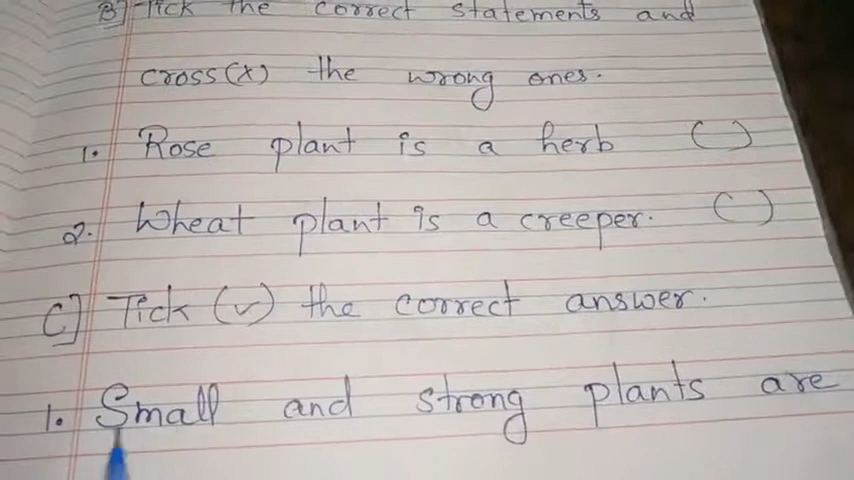 B] Tick the correct statements and
cross(x) the wrong ones.
1. Rose plant is a herb ( )
2. Wheat plant is a creeper. ( )
C] Tick (✓) the correct answer.
1. Small and strong plants are